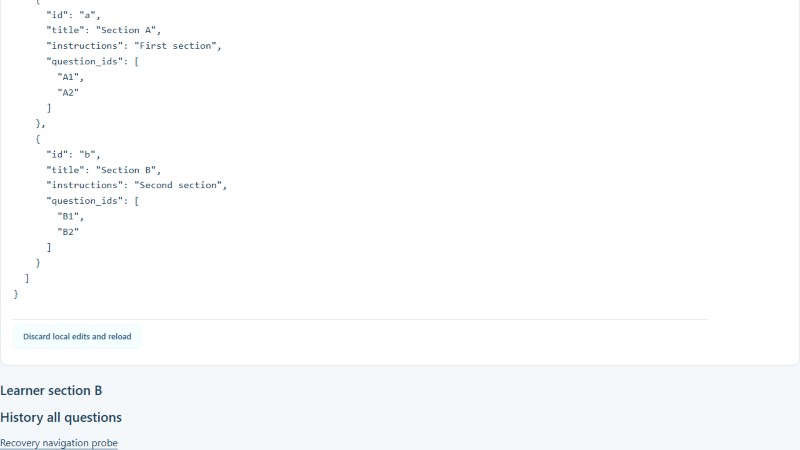 {
"id": "a",
"title": "Section A",
"instructions": "First section",
"question_ids": [
"A1",
"A2"
]
},
{
"id": "b",
"title": "Section B",
"instructions": "Second section",
"question_ids": [
"B1",
"B2"
]
}
]
}
Discard local edits and reload
Learner section B
History all questions
Recovery navigation probe